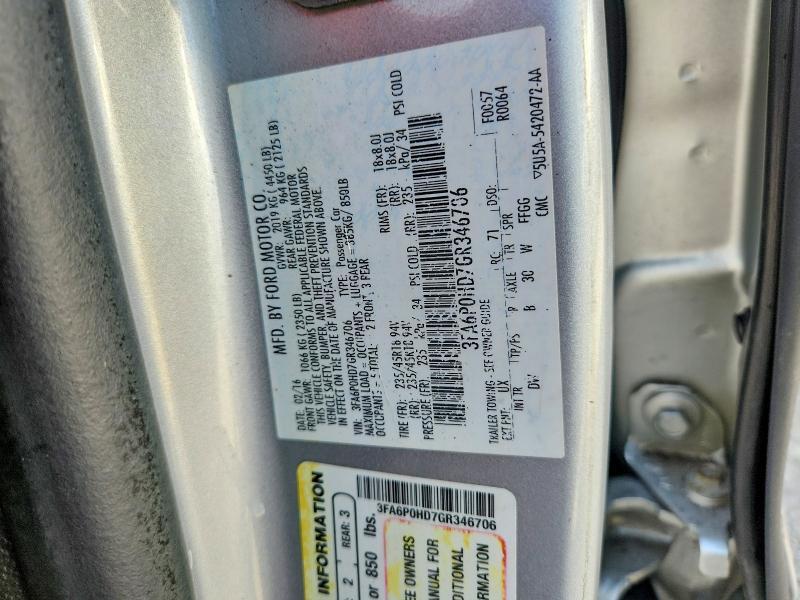 MFD. BY FORD MOTOR CO.
DATE: 02/16 GVWR: 2019 KG (4450 LB)
FRONT GAWR: 1066 KG (2350 LB) REAR GAWR: 964 KG (2125 LB)
THIS VEHICLE CONFORMS TO ALL APPLICABLE FEDERAL MOTOR
VEHICLE SAFETY, BUMPER, AND THEFT PREVENTION STANDARDS
IN EFFECT ON THE DATE OF MANUFACTURE SHOWN ABOVE.
VIN: 3FA6P0HD7GR346706 TYPE: Passenger Car
MAXIMUM LOAD = OCCUPANTS + LUGGAGE = 385KG/ 850LB
OCCUPANTS = 5 TOTAL: 2 FRONT, 3 REAR
TIRE (FR): 235/45R18 94V RIMS (FR): 18x8.0J
(RR): 235/45R18 94V (RR): 18x8.0J
PRESSURE (FR): 235 kPa/ 34 PSI COLD (RR): 235 kPa/ 34 PSI COLD
3FA6P0HD7GR346706
TRAILER TOWING - SEE OWNER GUIDE F0057
EXT PNT: UX RC: 71 DSO: R0064
INT TR TP/PS R AXLE TR SPR
DW B 30 W FFGG
CMC ▽5U5A-5420472-AA
INFORMATION
2 REAR: 3
or 850 lbs.
3FA6P0HD7GR346706
EE OWNERS
ANUAL FOR
DITIONAL
ORMATION